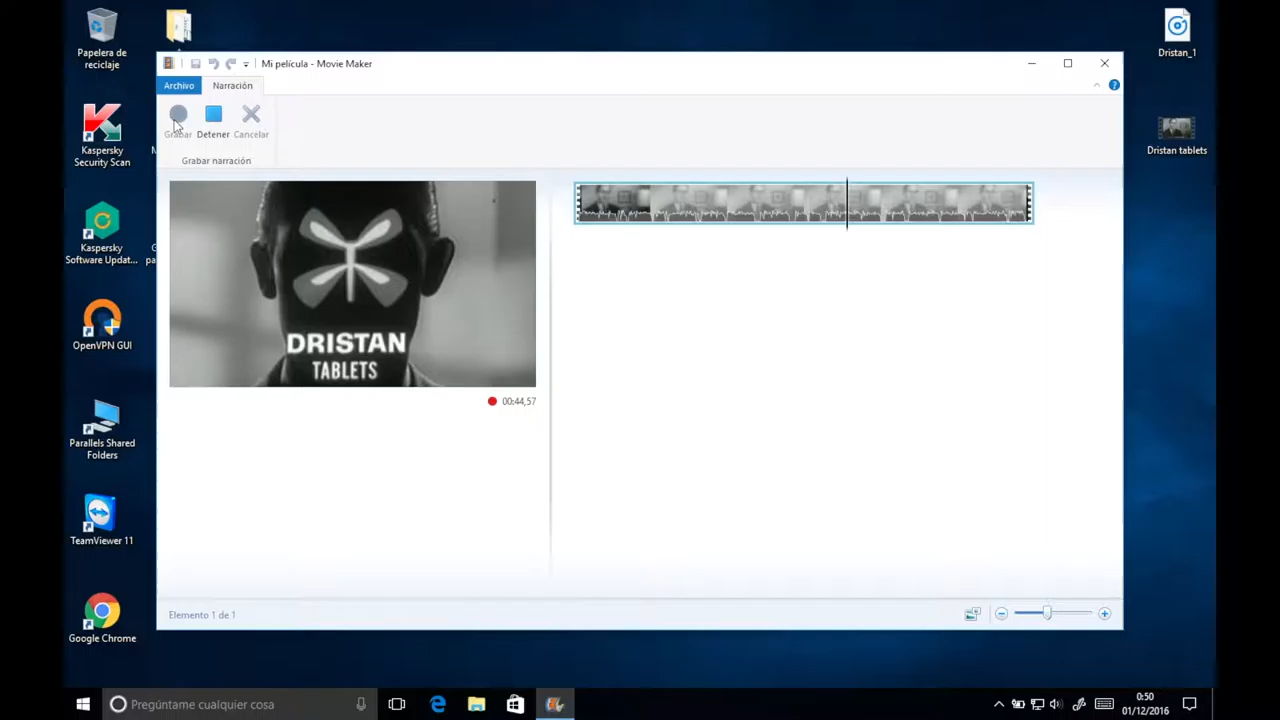 Papelera de
reciclaje
Kaspersky
Security Scan
Kaspersky
Software Updat...
OpenVPN GUI
Parallels Shared
Folders
TeamViewer 11
Google Chrome
Mi película - Movie Maker
Archivo
Narración
Grabar
Detener
Cancelar
Grabar narración
DRISTAN
TABLETS
00:44,57
Elemento 1 de 1
Dristan_1
Dristan tablets
Pregúntame cualquier cosa
0:50
01/12/2016